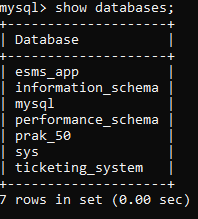 mysql> show databases;
+--------------------+
| Database           |
+--------------------+
| esms_app           |
| information_schema |
| mysql              |
| performance_schema |
| prak_50            |
| sys                |
| ticketing_system   |
+--------------------+
7 rows in set (0.00 sec)